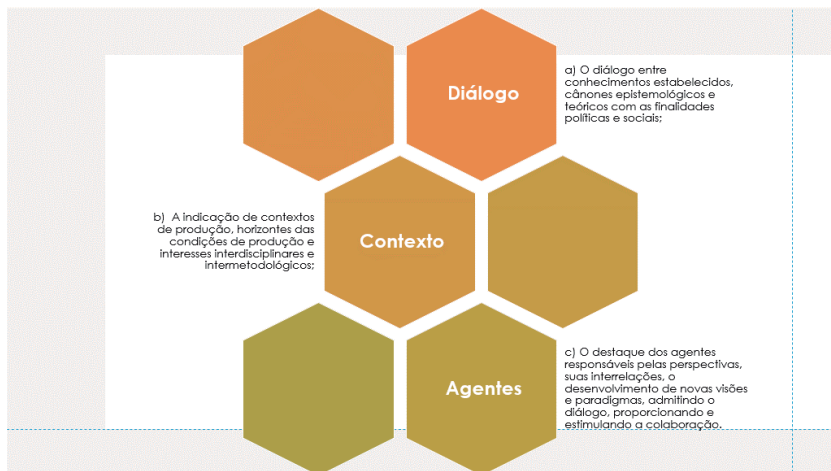 Diálogo
a) O diálogo entre
conhecimentos estabelecidos,
cânones epistemológicos e
teóricos com as finalidades
políticas e sociais;
b) A indicação de contextos
de produção, horizontes das
condições de produção e
interesses interdisciplinares e
intermetodológicos;
Contexto
Agentes
c) O destaque dos agentes
responsáveis pelas perspectivas,
suas interrelações, o
desenvolvimento de novas visões
e paradigmas, admitindo o
diálogo, proporcionando e
estimulando a colaboração.